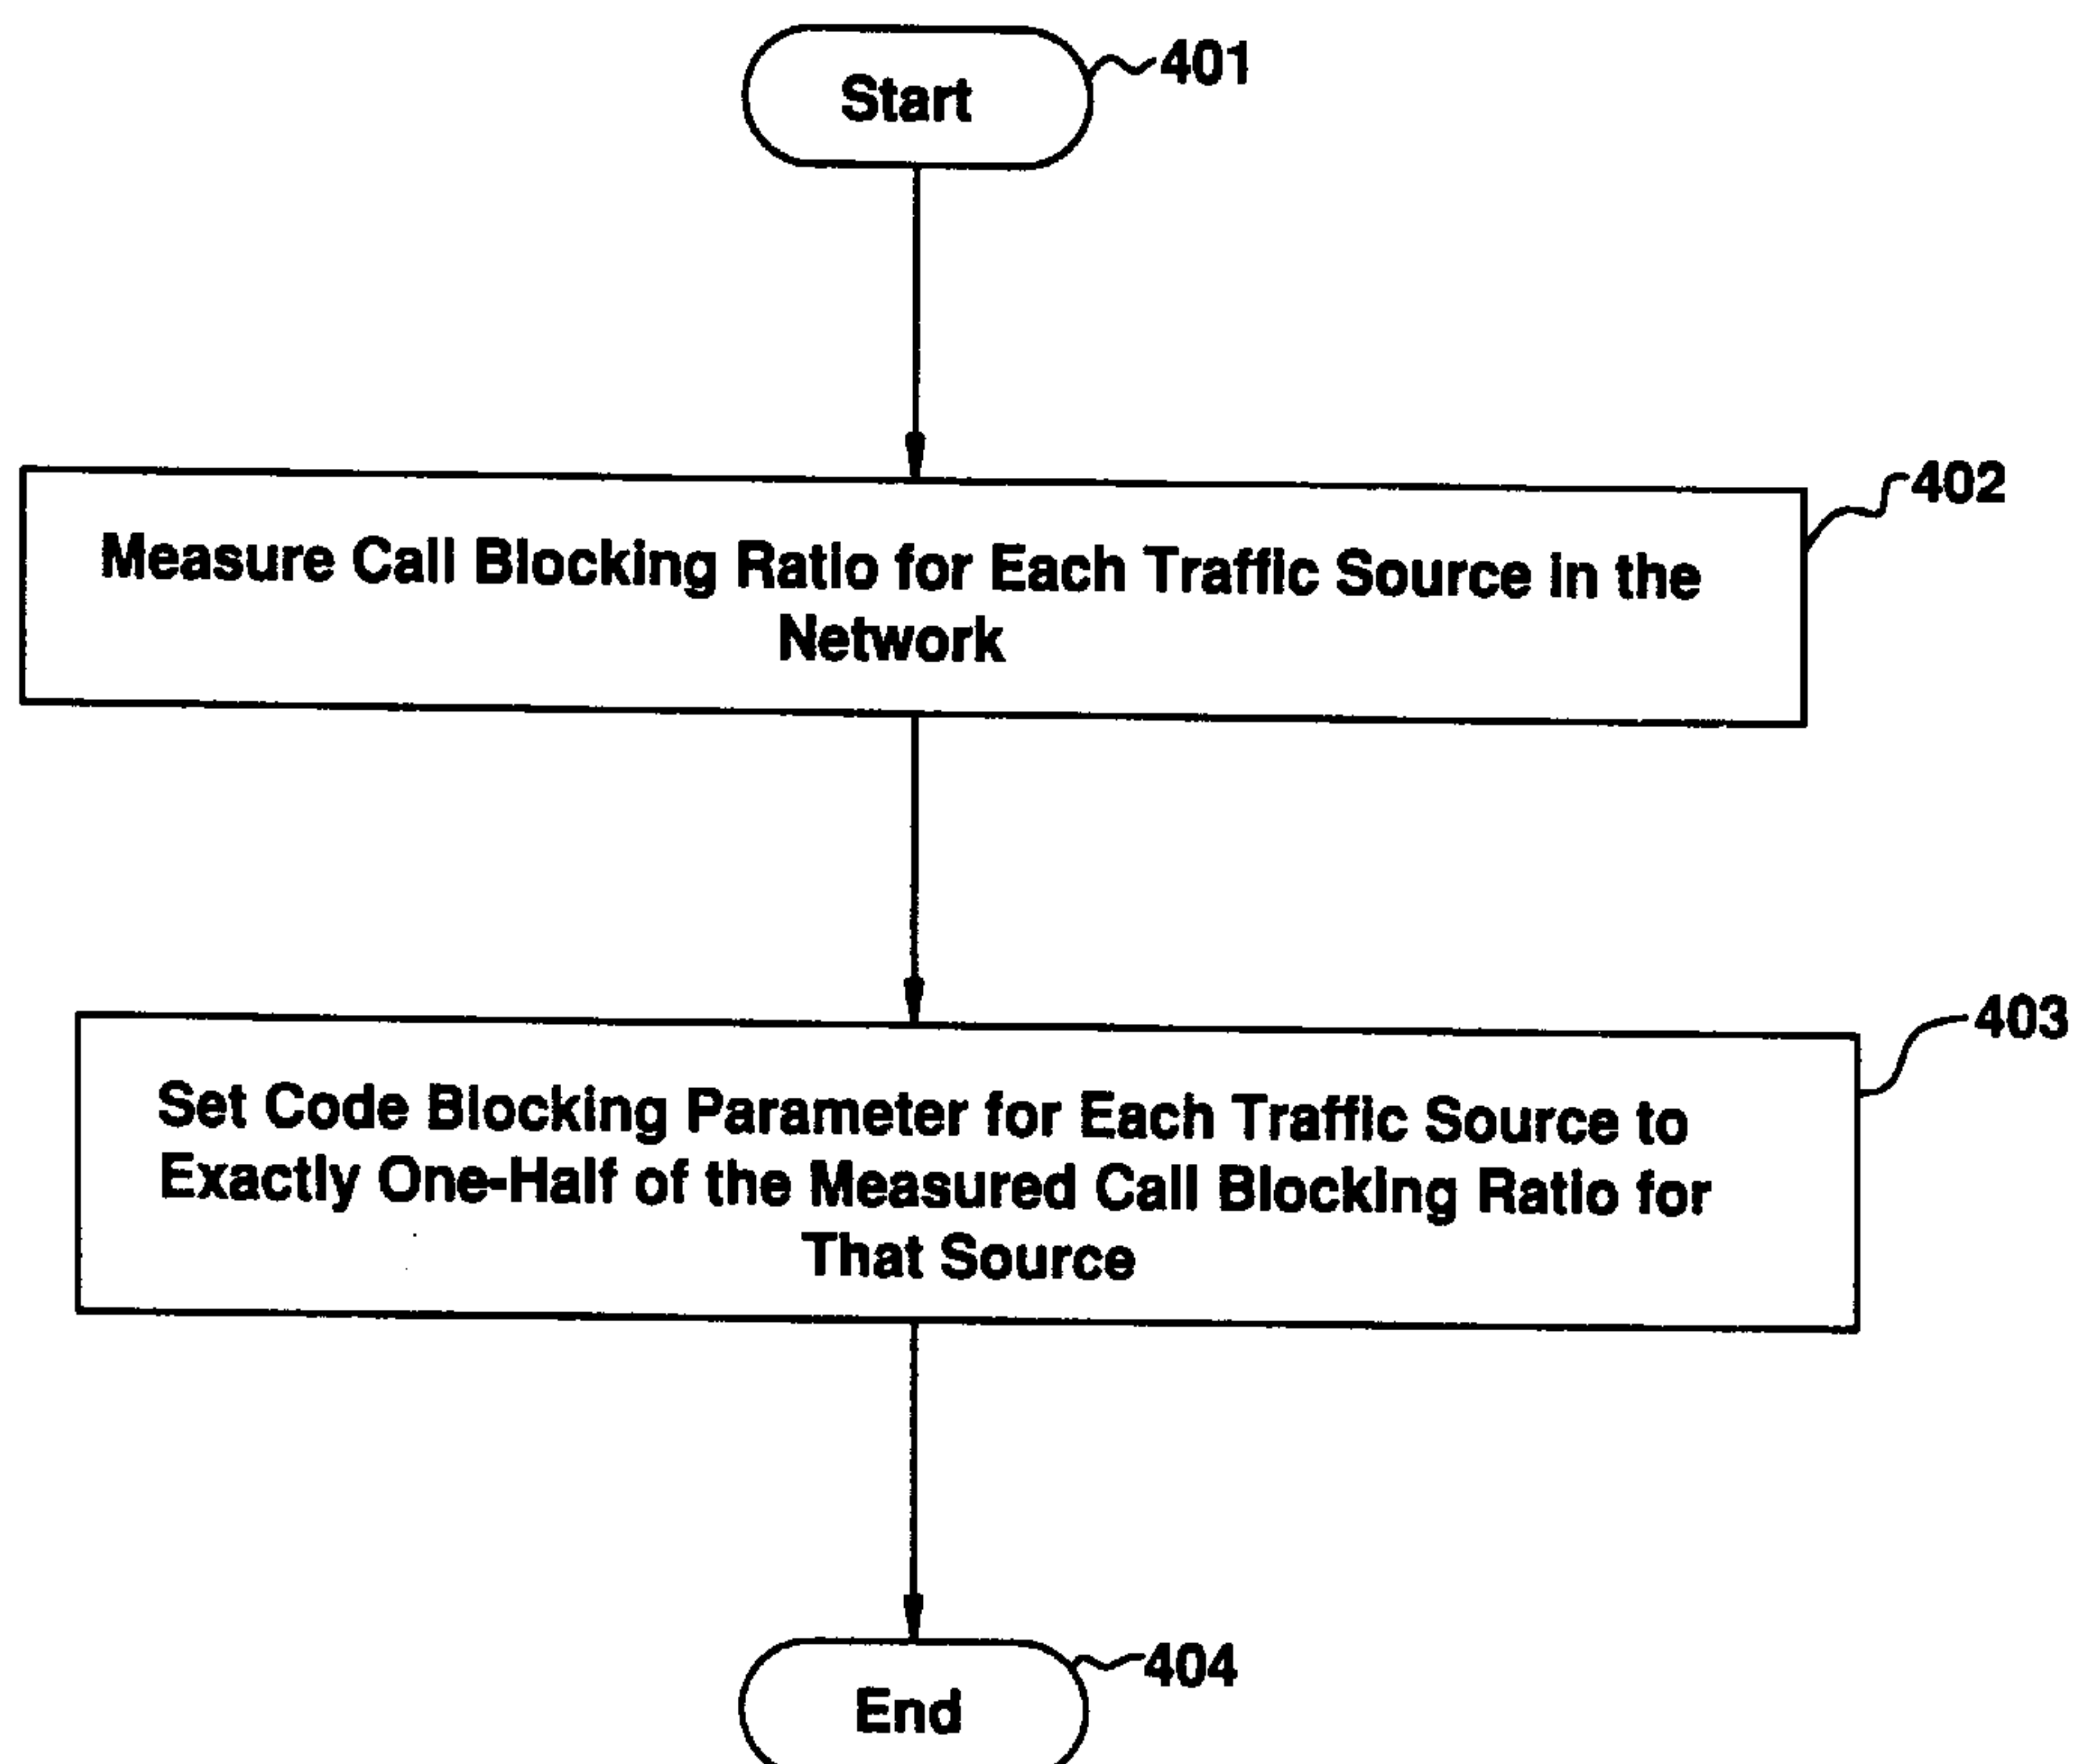 Start
401
Measure Call Blocking Ratio for Each Traffic Source in the
Network
402
Set Code Blocking Parameter for Each Traffic Source to
Exactly One-Half of the Measured Call Blocking Ratio for
That Source
403
End
404